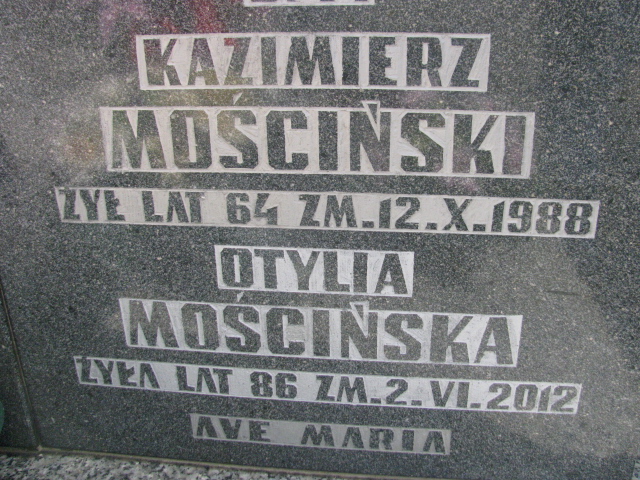 KAZIMIERZ
MOŚCIŃSKI
ŻYŁ LAT 64 ZM.12.X.1988
OTYLIA
MOŚCIŃSKA
ŻYŁA LAT 86 ZM.2.VI.2012
AVE MARIA